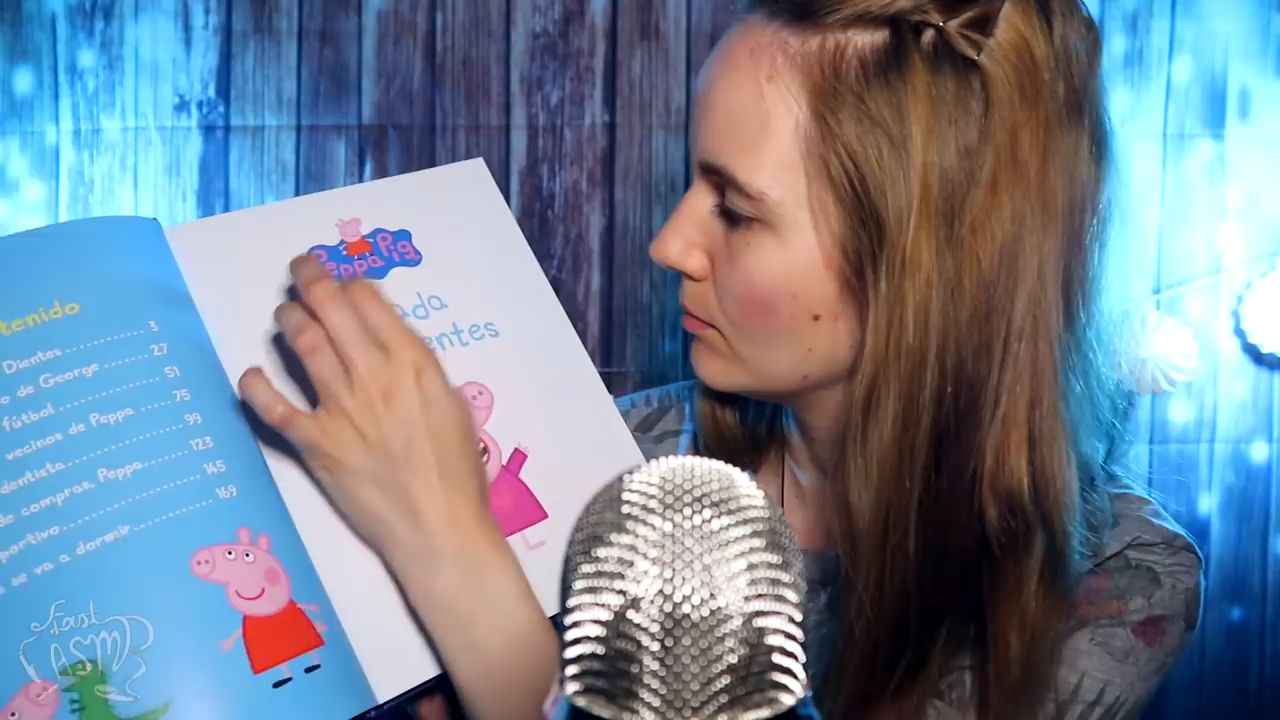 tenido
Dientes 3
o de George 27
fútbol 51
vecinos de Peppa 75
dentista 99
de compras, Peppa 123
portivo 145
se va a dormir 169
Peppa Pig
ada
entes
Fast
ASMR